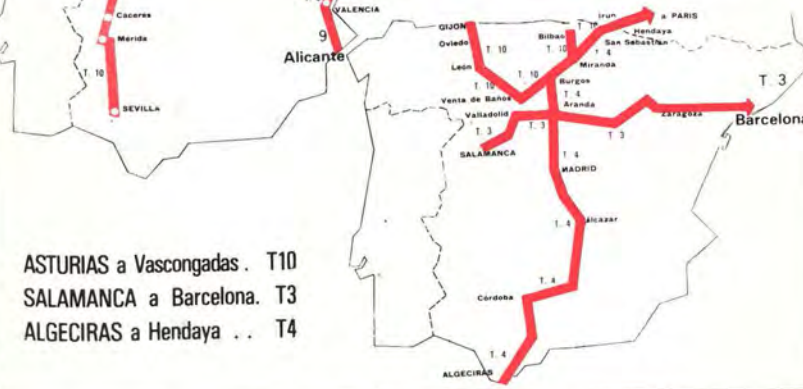 Caceres
Merida
T. 10
SEVILLA
VALENCIA
9
Alicante
GIJON
Oviedo
León
T. 10
T. 10
Venta de Baños
T. 10
Bilbao
T. 10
T. 10
Irun
a PARIS
Hendaya
San Sebastian
T. 4
Miranda
Burgos
T. 4
Aranda
Valladolid
T. 3
SALAMANCA
T. 3
T. 3
Zaragoza
T. 3
Barcelona
T. 4
MADRID
Alcazar
T. 4
T. 4
Córdoba
T. 4
ALGECIRAS
ASTURIAS a Vascongadas . T10
SALAMANCA a Barcelona. T3
ALGECIRAS a Hendaya . . T4